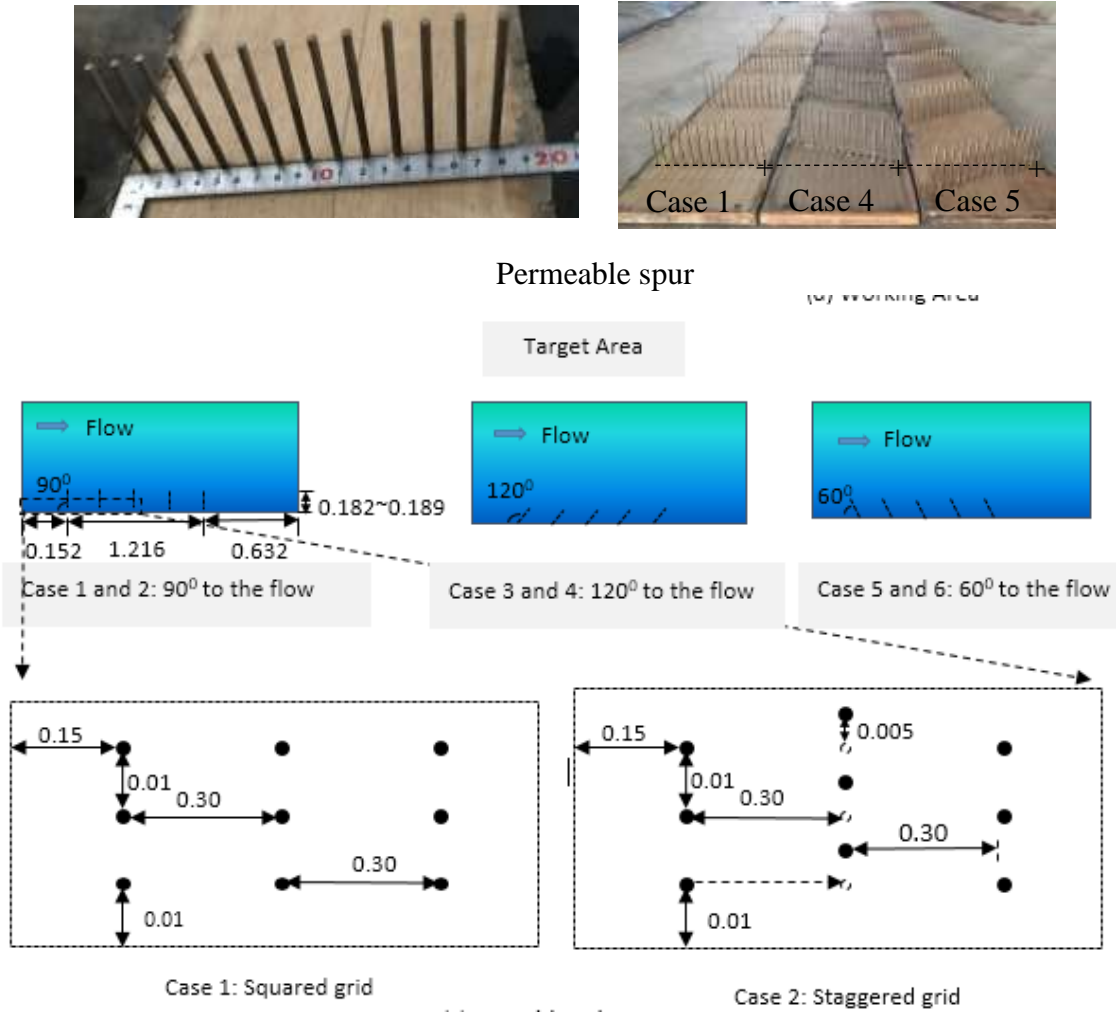 10
20
Case 1
Case 4
Case 5
Permeable spur
(d) Working Area
Target Area
Flow
90⁰
0.182~0.189
0.152
1.216
0.632
Flow
120⁰
Flow
60⁰
Case 1 and 2: 90⁰ to the flow
Case 3 and 4: 120⁰ to the flow
Case 5 and 6: 60⁰ to the flow
0.15
0.01
0.30
0.30
0.01
0.15
0.005
0.01
0.30
0.30
0.01
Case 1: Squared grid
Case 2: Staggered grid